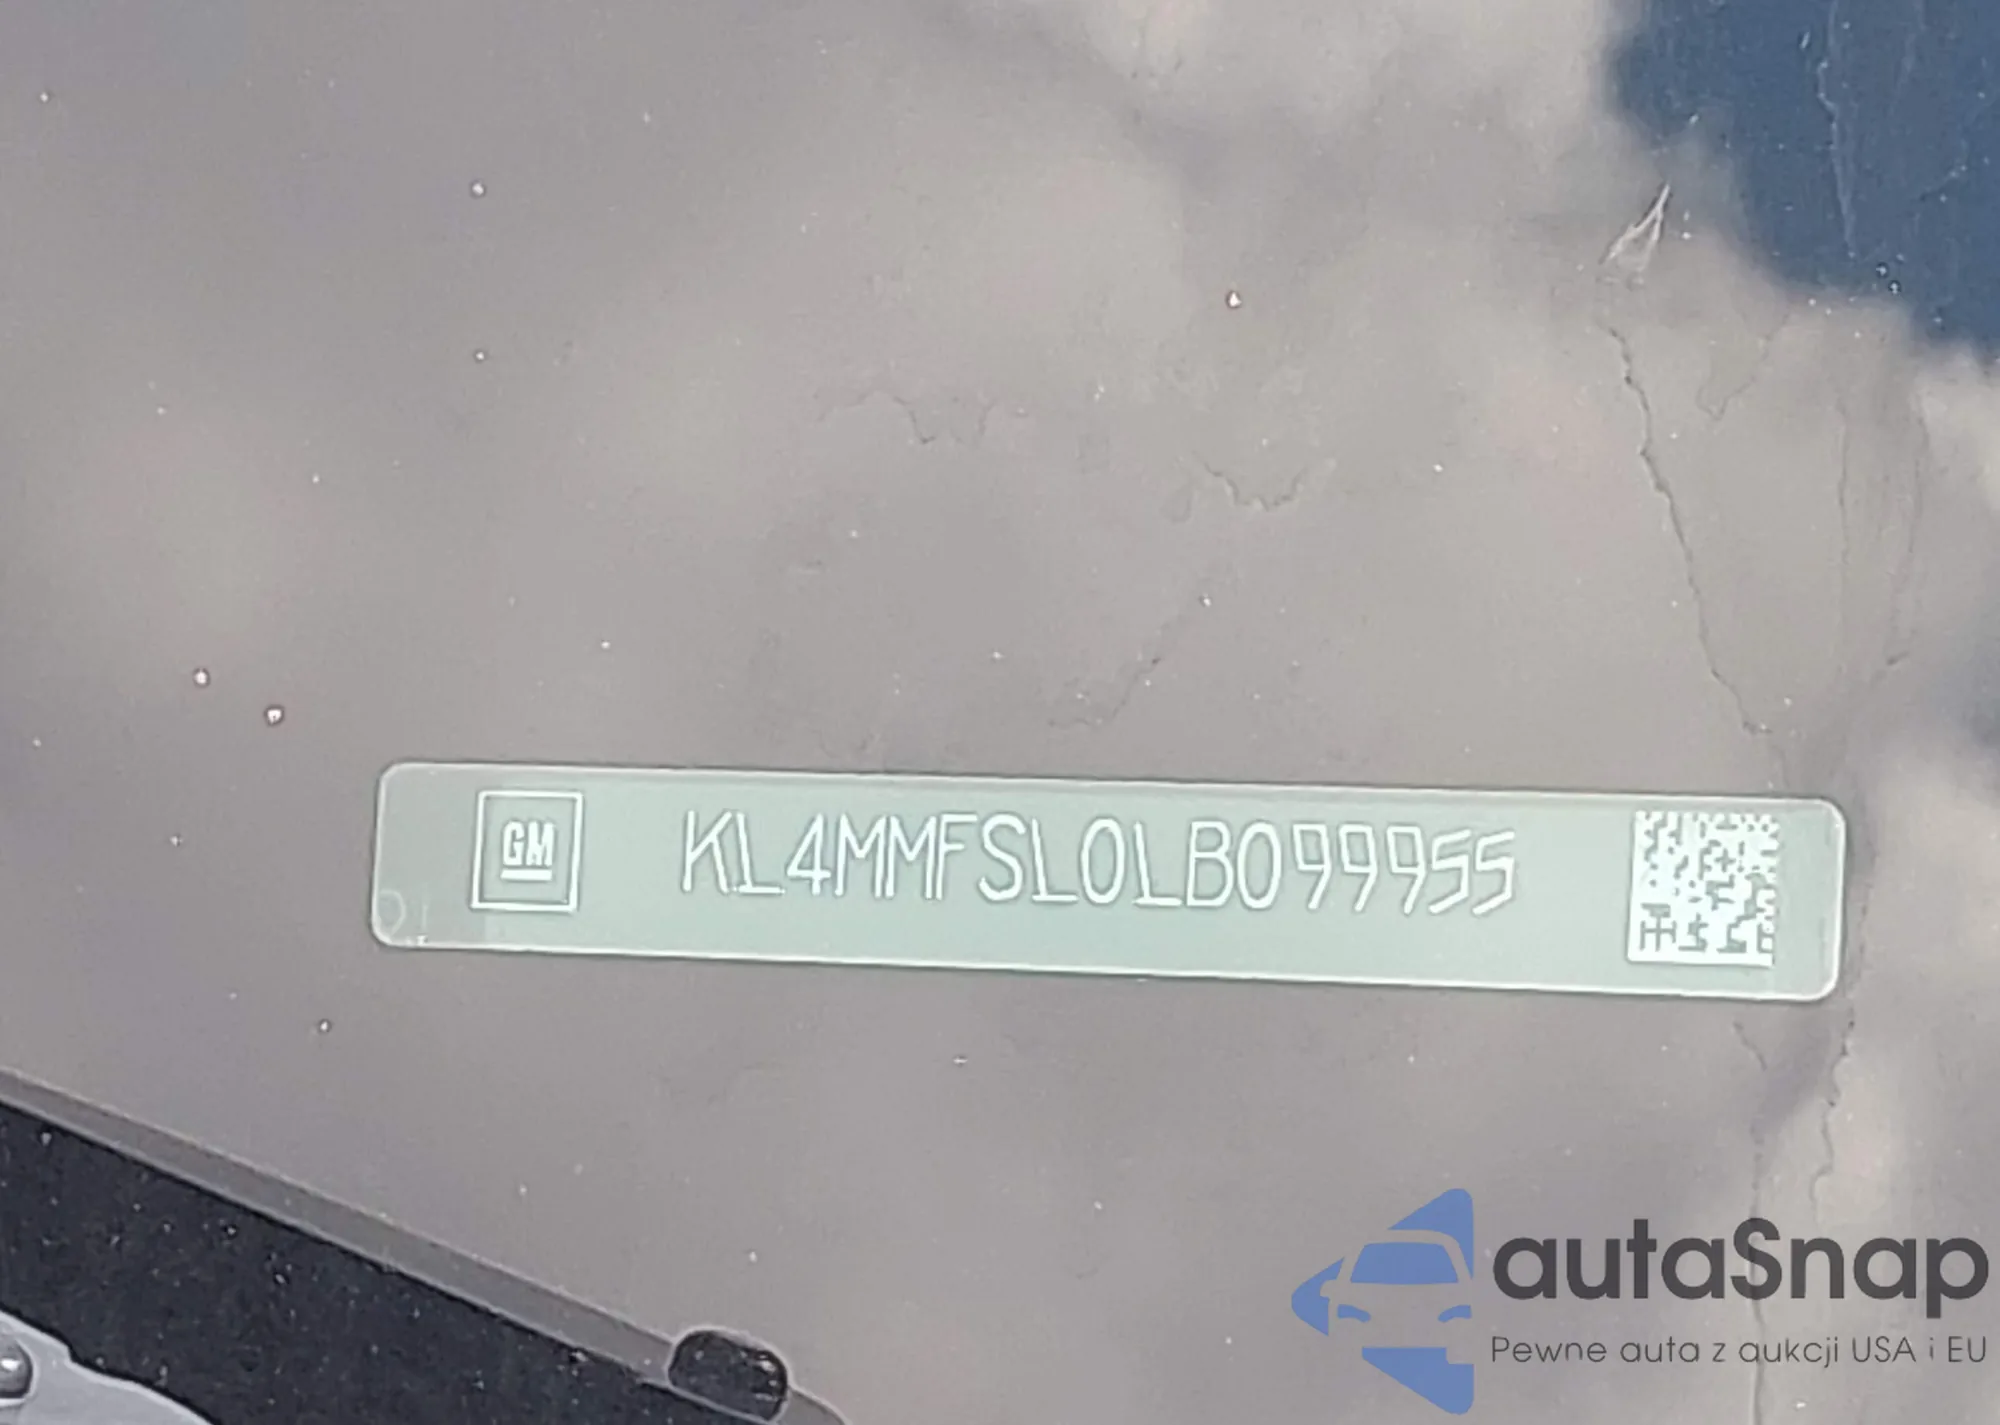 GM KL4MMFSL0LB099955
autaSnap
Pewne auta z aukcji USA i EU